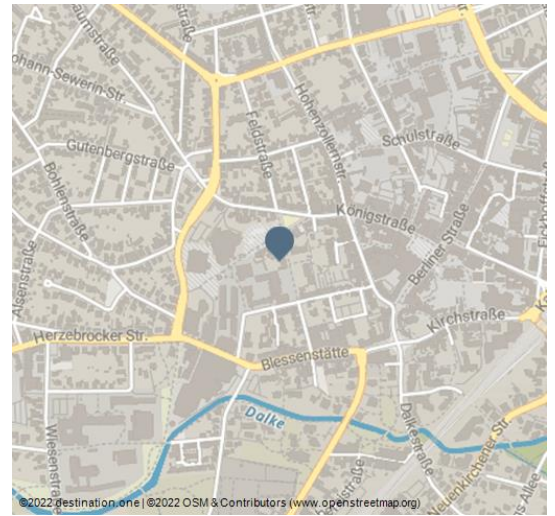 Johann-Sewerin-Str.
Gutenbergstraße
Bohlenstraße
Feldstraße
Hohenzollernstr.
Schulstraße
Königstraße
Berliner Straße
Alsenstraße
Kirchstraße
Herzebrocker Str.
Blessenstätte
Dalke
Dalkestraße
Wiesenstraße
Neuenkirchener Str.
©2022 destination.one | ©2022 OSM & Contributors (www.openstreetmap.org)